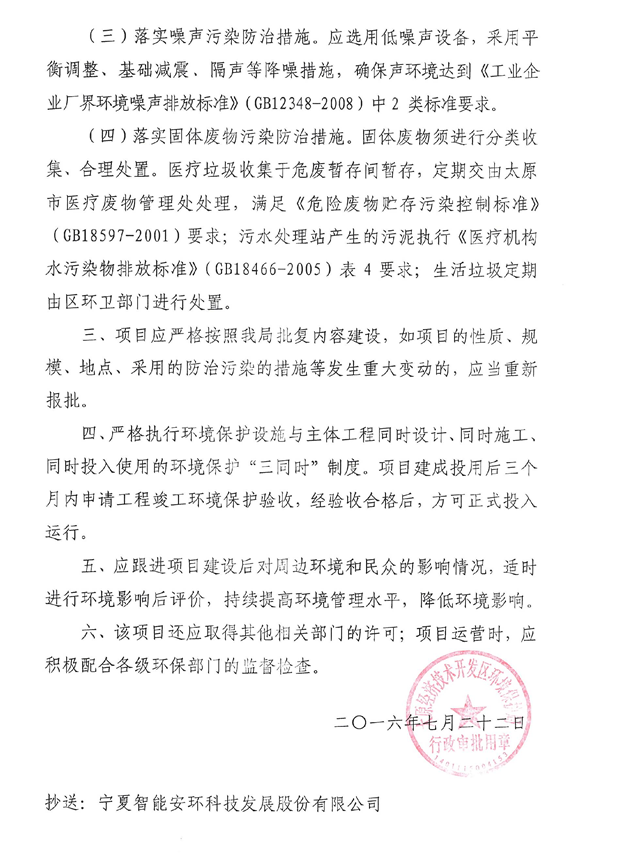 （三）落实噪声污染防治措施。应选用低噪声设备，采用平
衡调整、基础减震、隔声等降噪措施，确保声环境达到《工业企
业厂界环境噪声排放标准》（GB12348-2008）中 2 类标准要求。
（四）落实固体废物污染防治措施。固体废物须进行分类收
集、合理处置。医疗垃圾收集于危废暂存间暂存，定期交由太原
市医疗废物管理处处理，满足《危险废物贮存污染控制标准》
（GB18597-2001）要求；污水处理站产生的污泥执行《医疗机构
水污染物排放标准》（GB18466-2005）表 4 要求；生活垃圾定期
由区环卫部门进行处置。
三、项目应严格按照我局批复内容建设，如项目的性质、规
模、地点、采用的防治污染的措施等发生重大变动的，应当重新
报批。
四、严格执行环境保护设施与主体工程同时设计、同时施工、
同时投入使用的环境保护“三同时”制度。项目建成投用后三个
月内申请工程竣工环境保护验收，经验收合格后，方可正式投入
运行。
五、应跟进项目建设后对周边环境和民众的影响情况，适时
进行环境影响后评价，持续提高环境管理水平，降低环境影响。
六、该项目还应取得其他相关部门的许可；项目运营时，应
积极配合各级环保部门的监督检查。
太原经济技术开发区环境保护局
二〇一六年七月二十二日
行政审批用章
抄送：宁夏智能安环科技发展股份有限公司